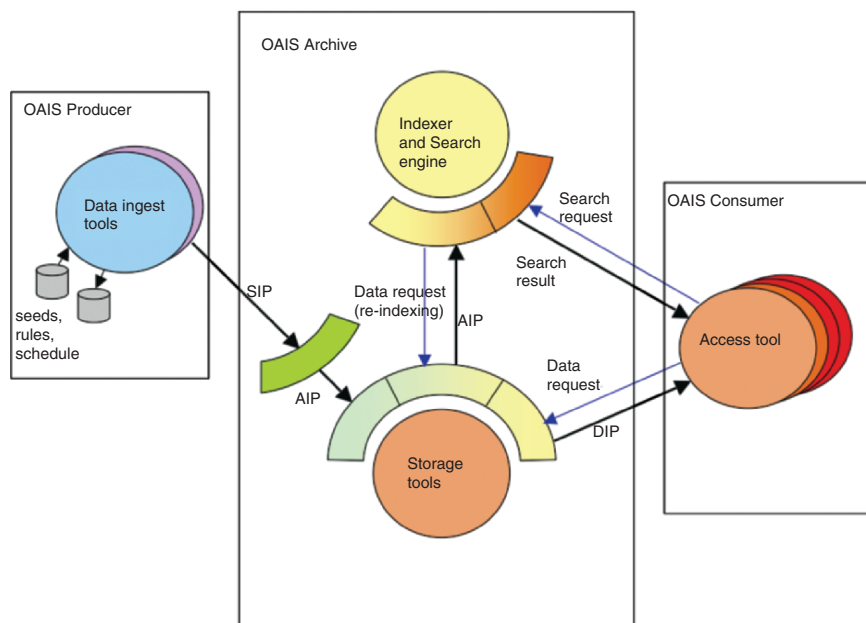 OAIS Archive
OAIS Producer
Indexer
and Search
engine
Data ingest
tools
Search
request
OAIS Consumer
Search
result
SIP
Data request
(re-indexing)
AIP
seeds,
rules,
schedule
Access tool
Data
request
AIP
DIP
Storage
tools